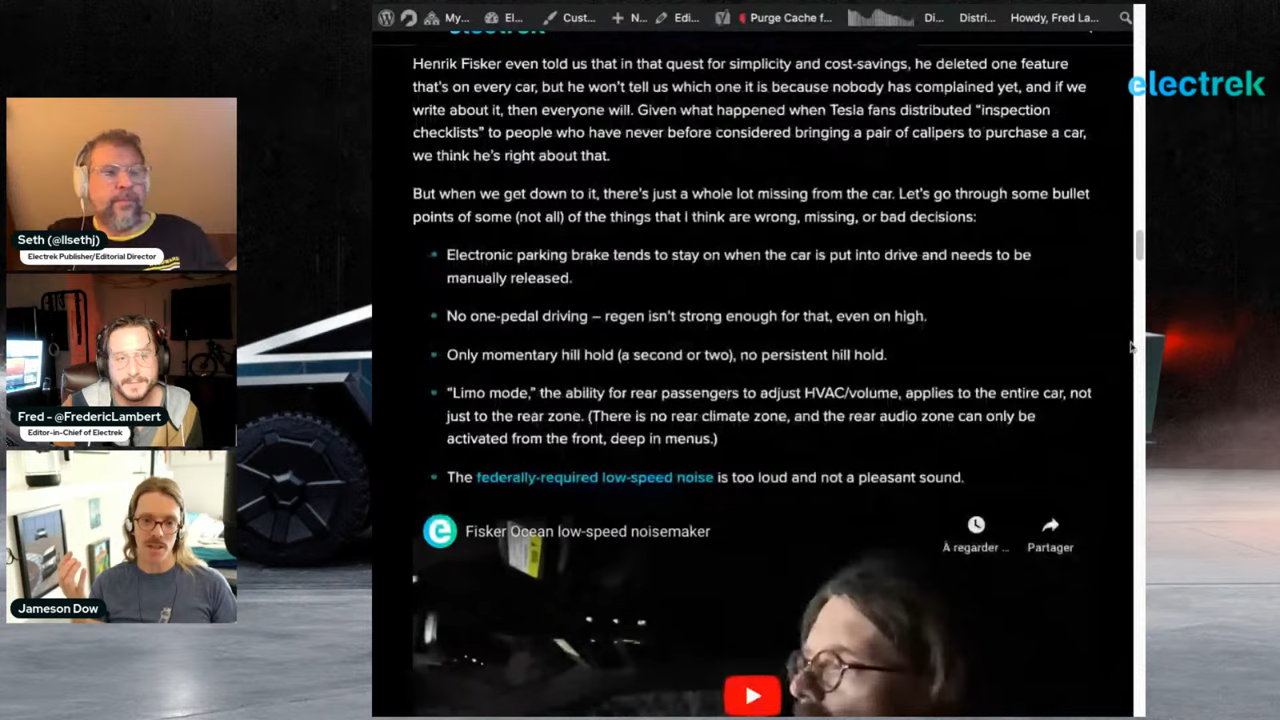 My...
El...
Cust...
N...
Edi...
Purge Cache f...
Di...
Distri...
Howdy, Fred La...
electrek
electrek
Henrik Fisker even told us that in that quest for simplicity and cost-savings, he deleted one feature
that's on every car, but he won't tell us which one it is because nobody has complained yet, and if we
write about it, then everyone will. Given what happened when Tesla fans distributed “inspection
checklists” to people who have never before considered bringing a pair of calipers to purchase a car,
we think he's right about that.
But when we get down to it, there's just a whole lot missing from the car. Let's go through some bullet
points of some (not all) of the things that I think are wrong, missing, or bad decisions:
Electronic parking brake tends to stay on when the car is put into drive and needs to be
manually released.
No one-pedal driving – regen isn't strong enough for that, even on high.
Only momentary hill hold (a second or two), no persistent hill hold.
“Limo mode,” the ability for rear passengers to adjust HVAC/volume, applies to the entire car, not
just to the rear zone. (There is no rear climate zone, and the rear audio zone can only be
activated from the front, deep in menus.)
The federally-required low-speed noise is too loud and not a pleasant sound.
Fisker Ocean low-speed noisemaker
À regarder ...
Partager
Seth (@llsethj)
Electrek Publisher/Editorial Director
Fred - @FredericLambert
Editor-in-Chief of Electrek
Jameson Dow